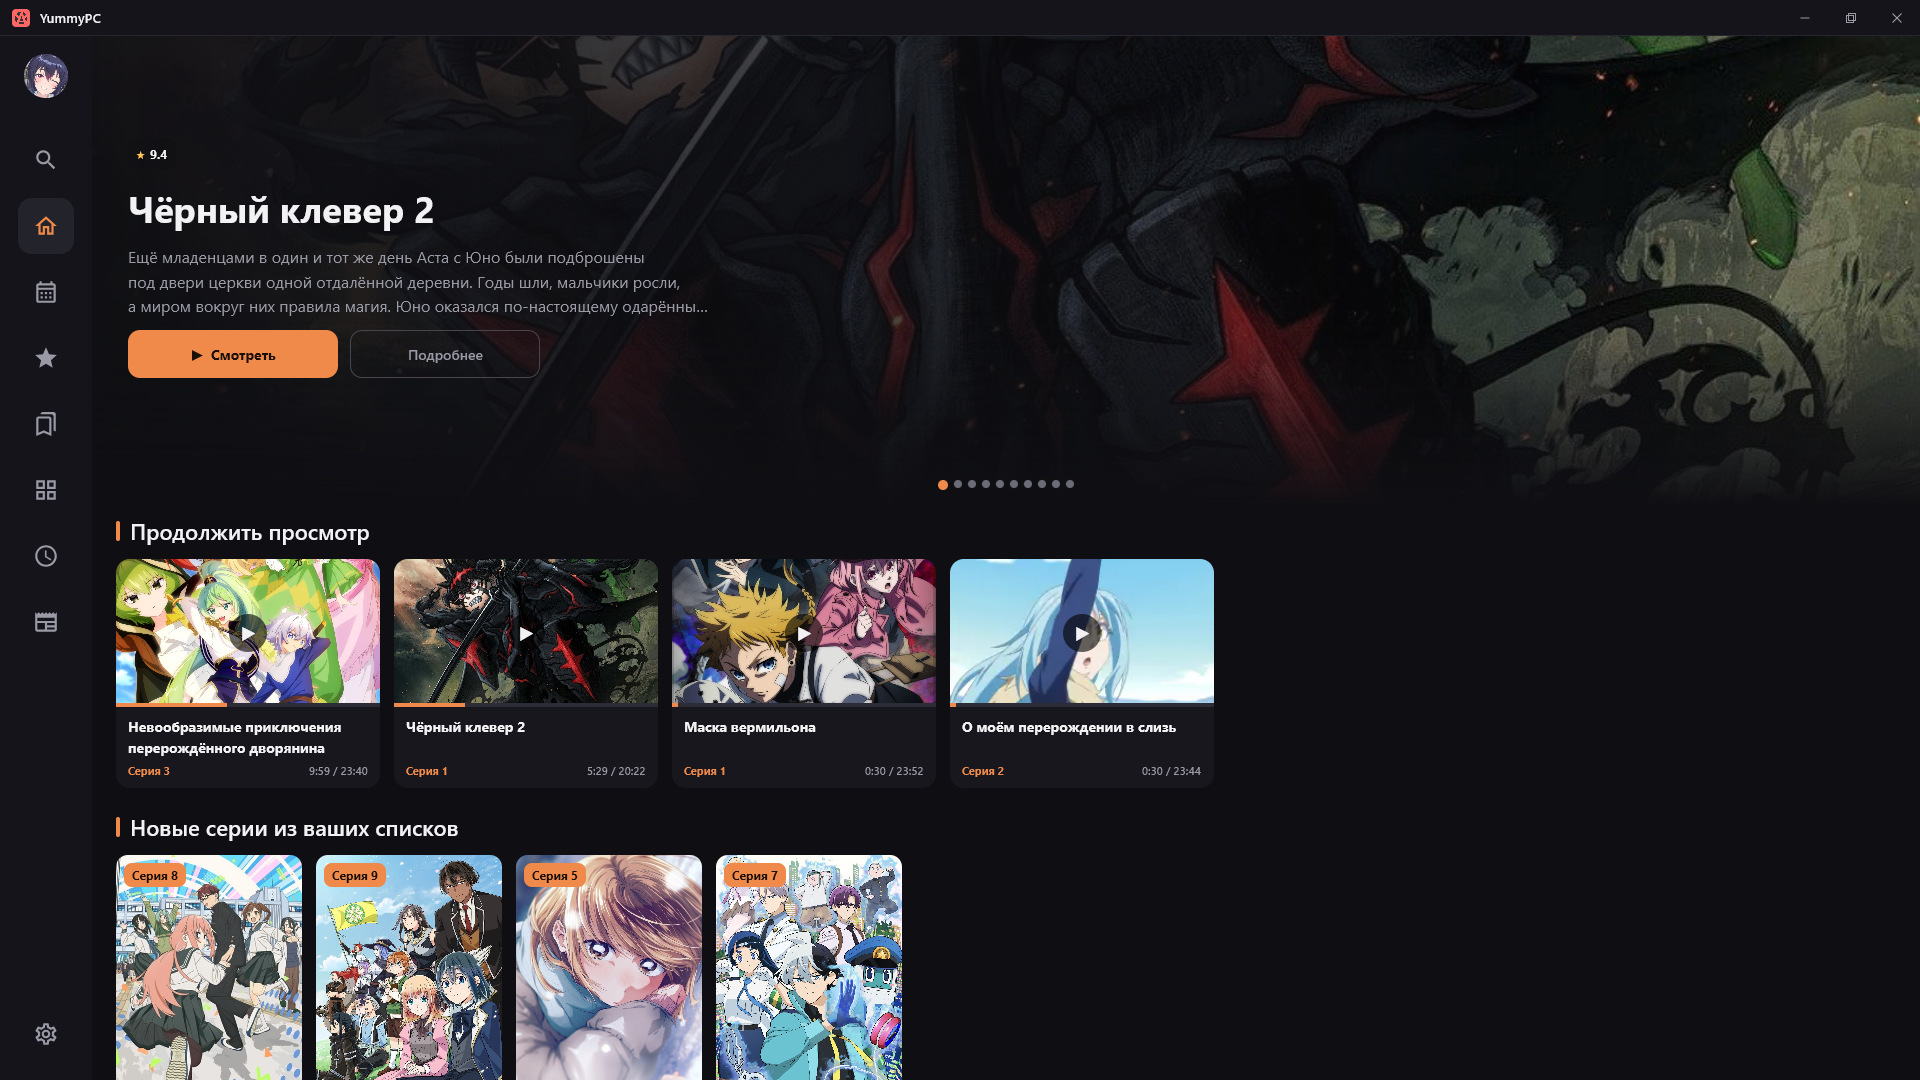 YummyPC
★ 9.4
Чёрный клевер 2
Ещё младенцами в один и тот же день Аста с Юно были подброшены
под двери церкви одной отдалённой деревни. Годы шли, мальчики росли,
а миром вокруг них правила магия. Юно оказался по-настоящему одарённы...
Смотреть
Подробнее
Продолжить просмотр
Невообразимые приключения
перерождённого дворянина
Серия 3
9:59 / 23:40
Чёрный клевер 2
Серия 1
5:29 / 20:22
Маска вермильона
Серия 1
0:30 / 23:52
О моём перерождении в слизь
Серия 2
0:30 / 23:44
Новые серии из ваших списков
Серия 8
Серия 9
Серия 5
Серия 7